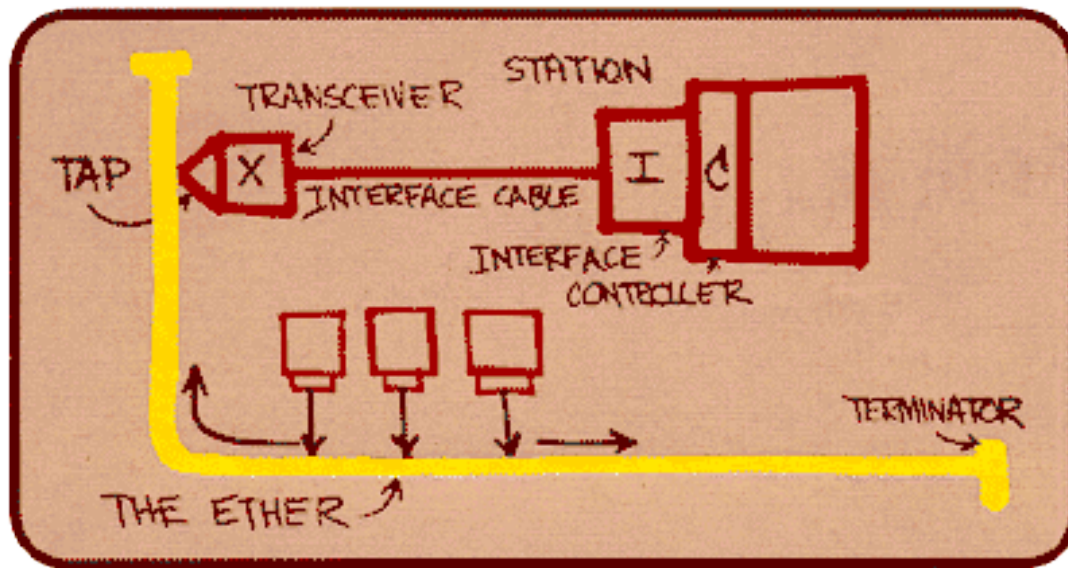 STATION
TRANSCEIVER
TAP
X
I
C
INTERFACE CABLE
INTERFACE
CONTROLLER
TERMINATOR
THE ETHER